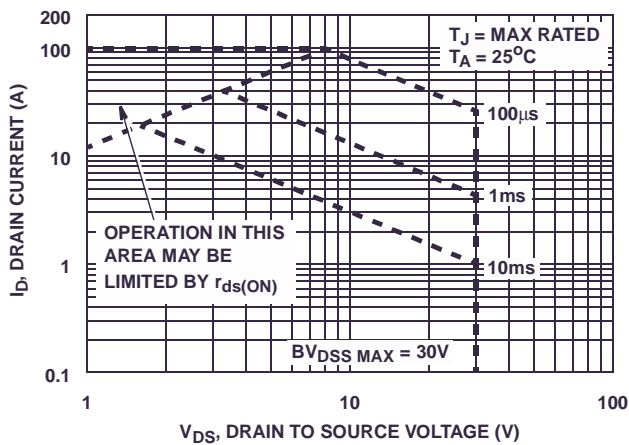 200
100
10
1
0.1
I_D, DRAIN CURRENT (A)
T_J = MAX RATED
T_A = 25°C
100μs
1ms
10ms
OPERATION IN THIS
AREA MAY BE
LIMITED BY r_ds(ON)
BV_DSS MAX = 30V
1
10
100
V_DS, DRAIN TO SOURCE VOLTAGE (V)